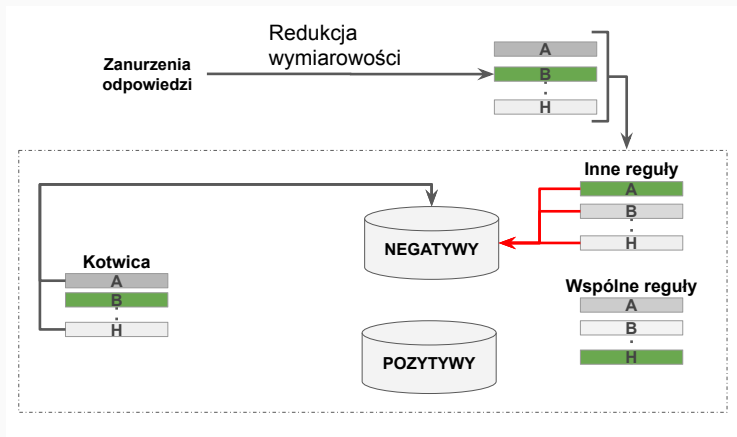 Redukcja
wymiarowości
Zanurzenia
odpowiedzi
A
B
H
Inne reguły
A
B
H
NEGATYWY
Kotwica
A
B
H
Wspólne reguły
A
B
H
POZYTYWY